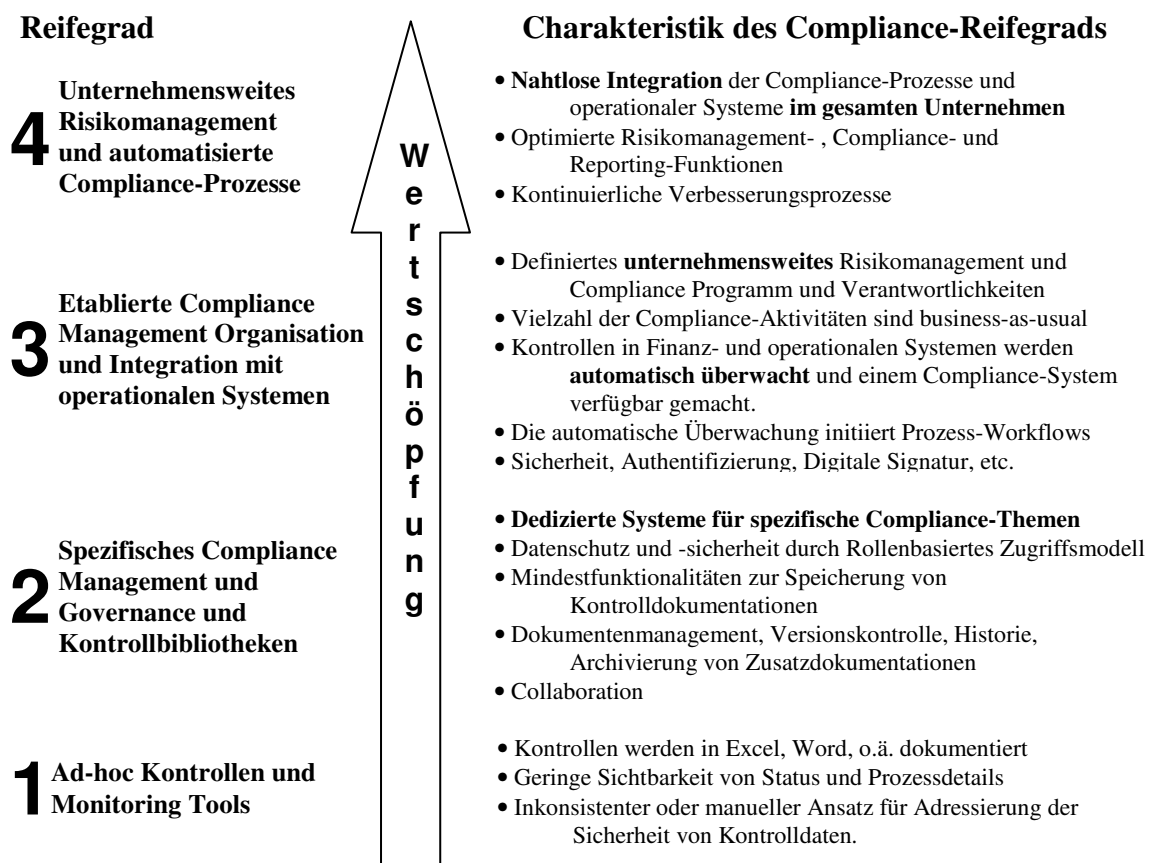 Reifegrad
Charakteristik des Compliance-Reifegrads
4
Unternehmensweites
Risikomanagement
und automatisierte
Compliance-Prozesse
• Nahtlose Integration der Compliance-Prozesse und
operationaler Systeme im gesamten Unternehmen
• Optimierte Risikomanagement- , Compliance- und
Reporting-Funktionen
• Kontinuierliche Verbesserungsprozesse
Wertschöpfung
3
Etablierte Compliance
Management Organisation
und Integration mit
operationalen Systemen
• Definiertes unternehmensweites Risikomanagement und
Compliance Programm und Verantwortlichkeiten
• Vielzahl der Compliance-Aktivitäten sind business-as-usual
• Kontrollen in Finanz- und operationalen Systemen werden
automatisch überwacht und einem Compliance-System
verfügbar gemacht.
• Die automatische Überwachung initiiert Prozess-Workflows
• Sicherheit, Authentifizierung, Digitale Signatur, etc.
2
Spezifisches Compliance
Management und
Governance und
Kontrollbibliotheken
• Dedizierte Systeme für spezifische Compliance-Themen
• Datenschutz und -sicherheit durch Rollenbasiertes Zugriffsmodell
• Mindestfunktionalitäten zur Speicherung von
Kontrolldokumentationen
• Dokumentenmanagement, Versionskontrolle, Historie,
Archivierung von Zusatzdokumentationen
• Collaboration
1
Ad-hoc Kontrollen und
Monitoring Tools
• Kontrollen werden in Excel, Word, o.ä. dokumentiert
• Geringe Sichtbarkeit von Status und Prozessdetails
• Inkonsistenter oder manueller Ansatz für Adressierung der
Sicherheit von Kontrolldaten.